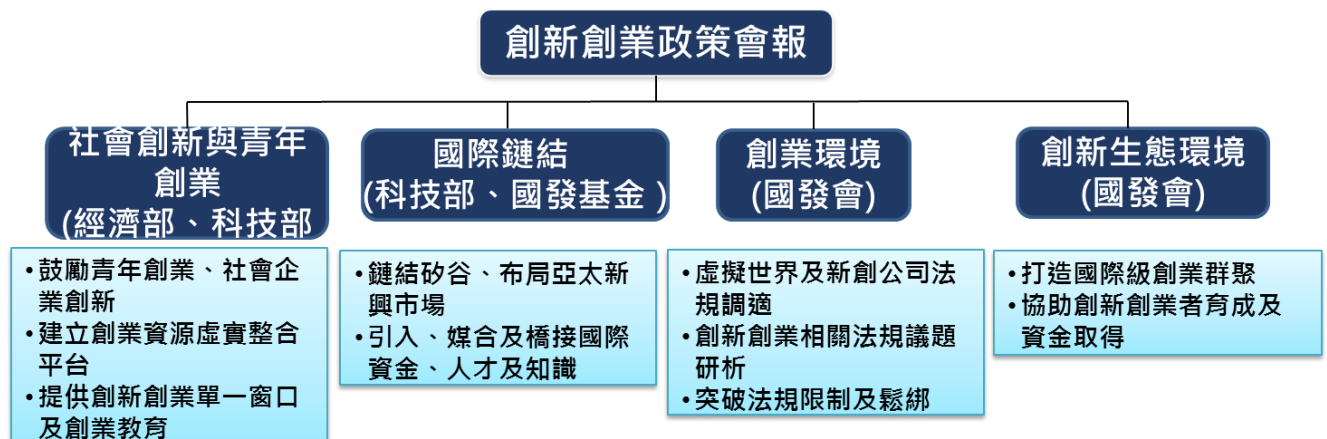 創新創業政策會報
社會創新與青年
創業
(經濟部、科技部
國際鏈結
(科技部、國發基金)
創業環境
(國發會)
創新生態環境
(國發會)
•鼓勵青年創業、社會企
業創新
•建立創業資源虛實整合
平台
•提供創新創業單一窗口
及創業教育
•鏈結矽谷、布局亞太新
興市場
•引入、媒合及橋接國際
資金、人才及知識
•虛擬世界及新創公司法
規調適
•創新創業相關法規議題
研析
•突破法規限制及鬆綁
•打造國際級創業群聚
•協助創新創業者育成及
資金取得